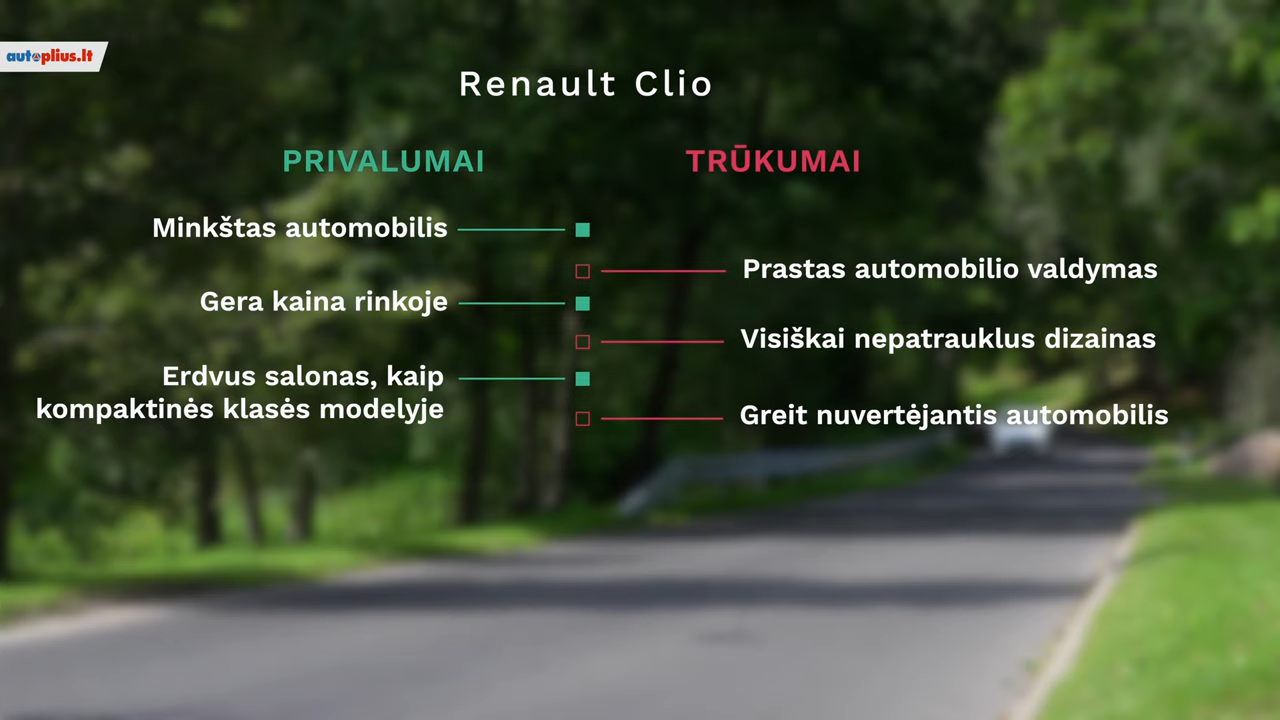 autoplius.lt
Renault Clio
PRIVALUMAI
TRŪKUMAI
Minkštas automobilis
Prastas automobilio valdymas
Gera kaina rinkoje
Visiškai nepatrauklus dizainas
Erdvus salonas, kaip
kompaktinės klasės modelyje
Greit nuvertėjantis automobilis